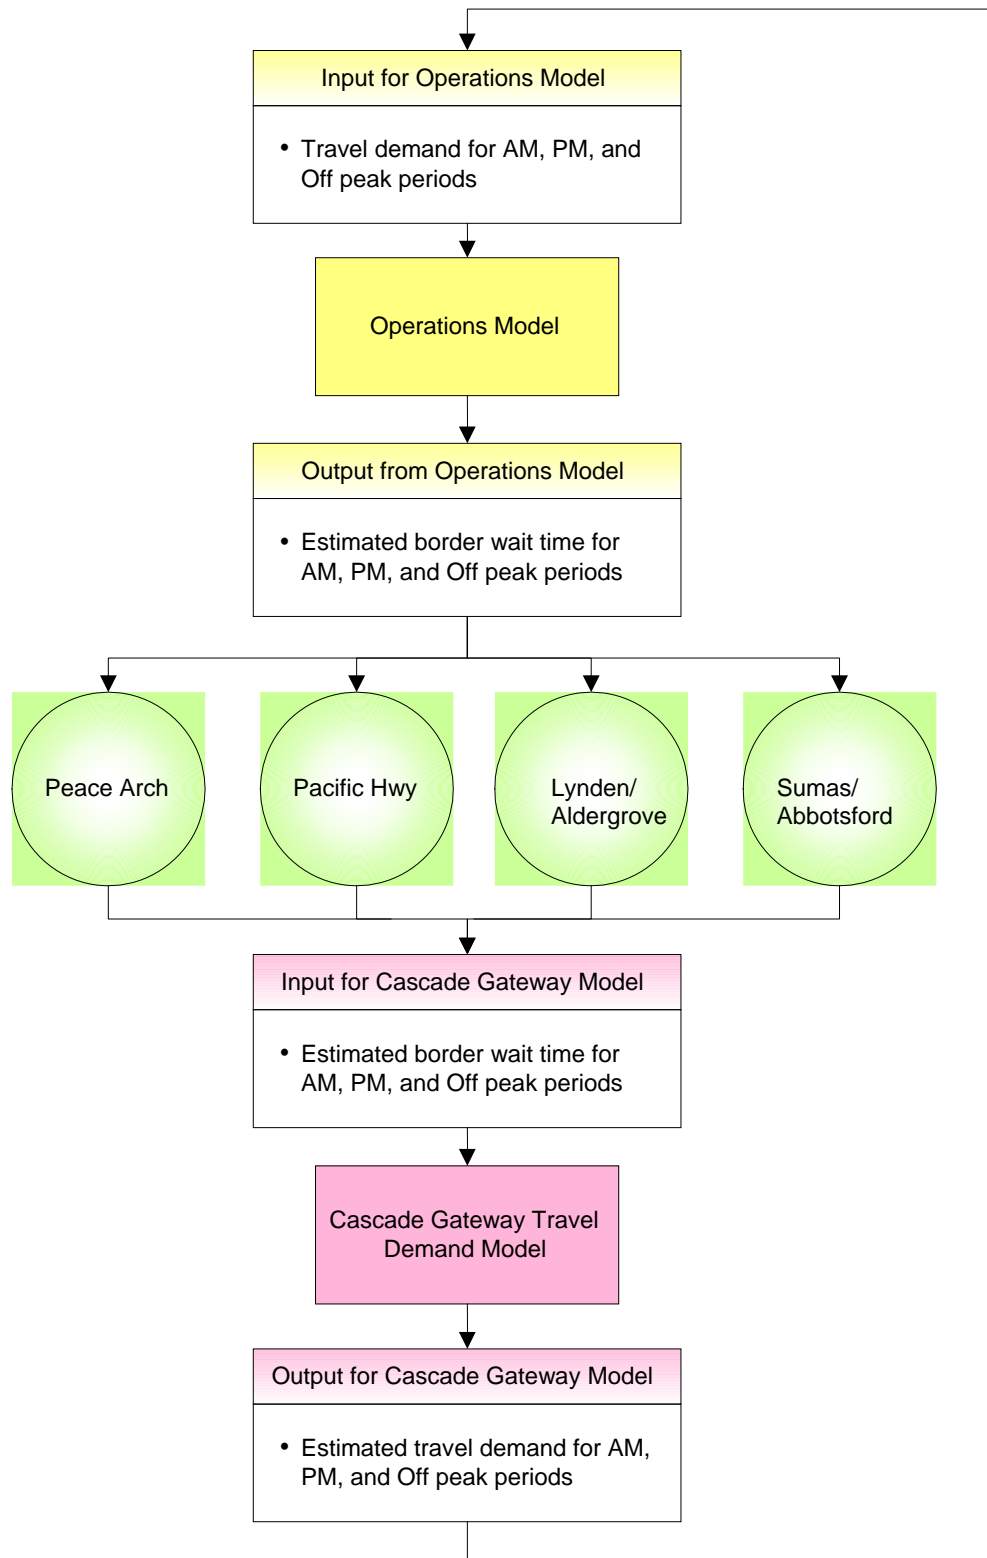 Input for Operations Model
• Travel demand for AM, PM, and
Off peak periods
Operations Model
Output from Operations Model
• Estimated border wait time for
AM, PM, and Off peak periods
Peace Arch
Pacific Hwy
Lynden/
Aldergrove
Sumas/
Abbotsford
Input for Cascade Gateway Model
• Estimated border wait time for
AM, PM, and Off peak periods
Cascade Gateway Travel
Demand Model
Output for Cascade Gateway Model
• Estimated travel demand for AM,
PM, and Off peak periods